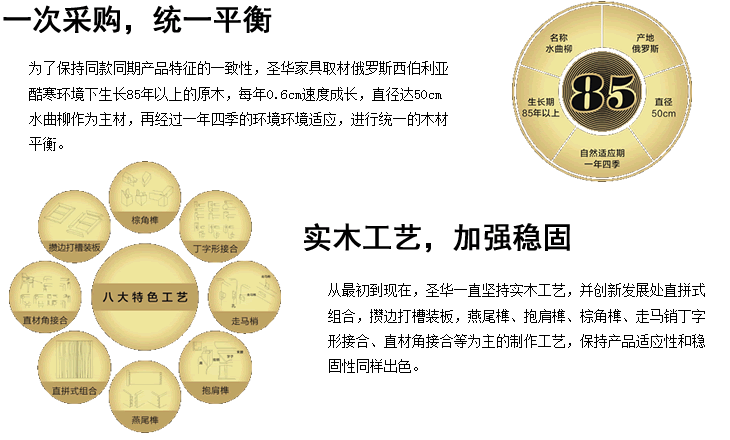 一次采购，统一平衡
为了保持同款同期产品特征的一致性，圣华家具取材俄罗斯西伯利亚
酷寒环境下生长85年以上的原木，每年0.6cm速度成长，直径达50cm
水曲柳作为主材，再经过一年四季的环境环境适应，进行统一的木材
平衡。
名称
水曲柳
产地
俄罗斯
85
生长期
85年以上
直径
50cm
自然适应期
一年四季
棕角榫
攒边打槽装板
丁字形接合
八大特色工艺
直材角接合
走马梢
直拼式组合
抱肩榫
燕尾榫
实木工艺，加强稳固
从最初到现在，圣华一直坚持实木工艺，并创新发展处直拼式
组合，攒边打槽装板，燕尾榫、抱肩榫、棕角榫、走马销丁字
形接合、直材角接合等为主的制作工艺，保持产品适应性和稳
固性同样出色。